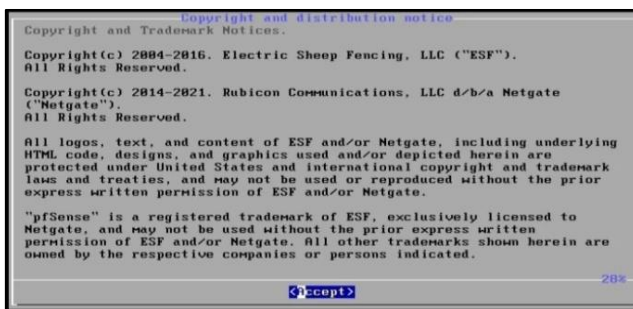 Copyright and distribution notice
Copyright and Trademark Notices.
Copyright(c) 2004-2016. Electric Sheep Fencing, LLC ("ESF").
All Rights Reserved.
Copyright(c) 2014-2021. Rubicon Communications, LLC d/b/a Netgate
("Netgate").
All Rights Reserved.
All logos, text, and content of ESF and/or Netgate, including underlying
HTML code, designs, and graphics used and/or depicted herein are
protected under United States and international copyright and trademark
laws and treaties, and may not be used or reproduced without the prior
express written permission of ESF and/or Netgate.
"pfSense" is a registered trademark of ESF, exclusively licensed to
Netgate, and may not be used without the prior express written
permission of ESF and/or Netgate. All other trademarks shown herein are
owned by the respective companies or persons indicated.
20%
<Accept>